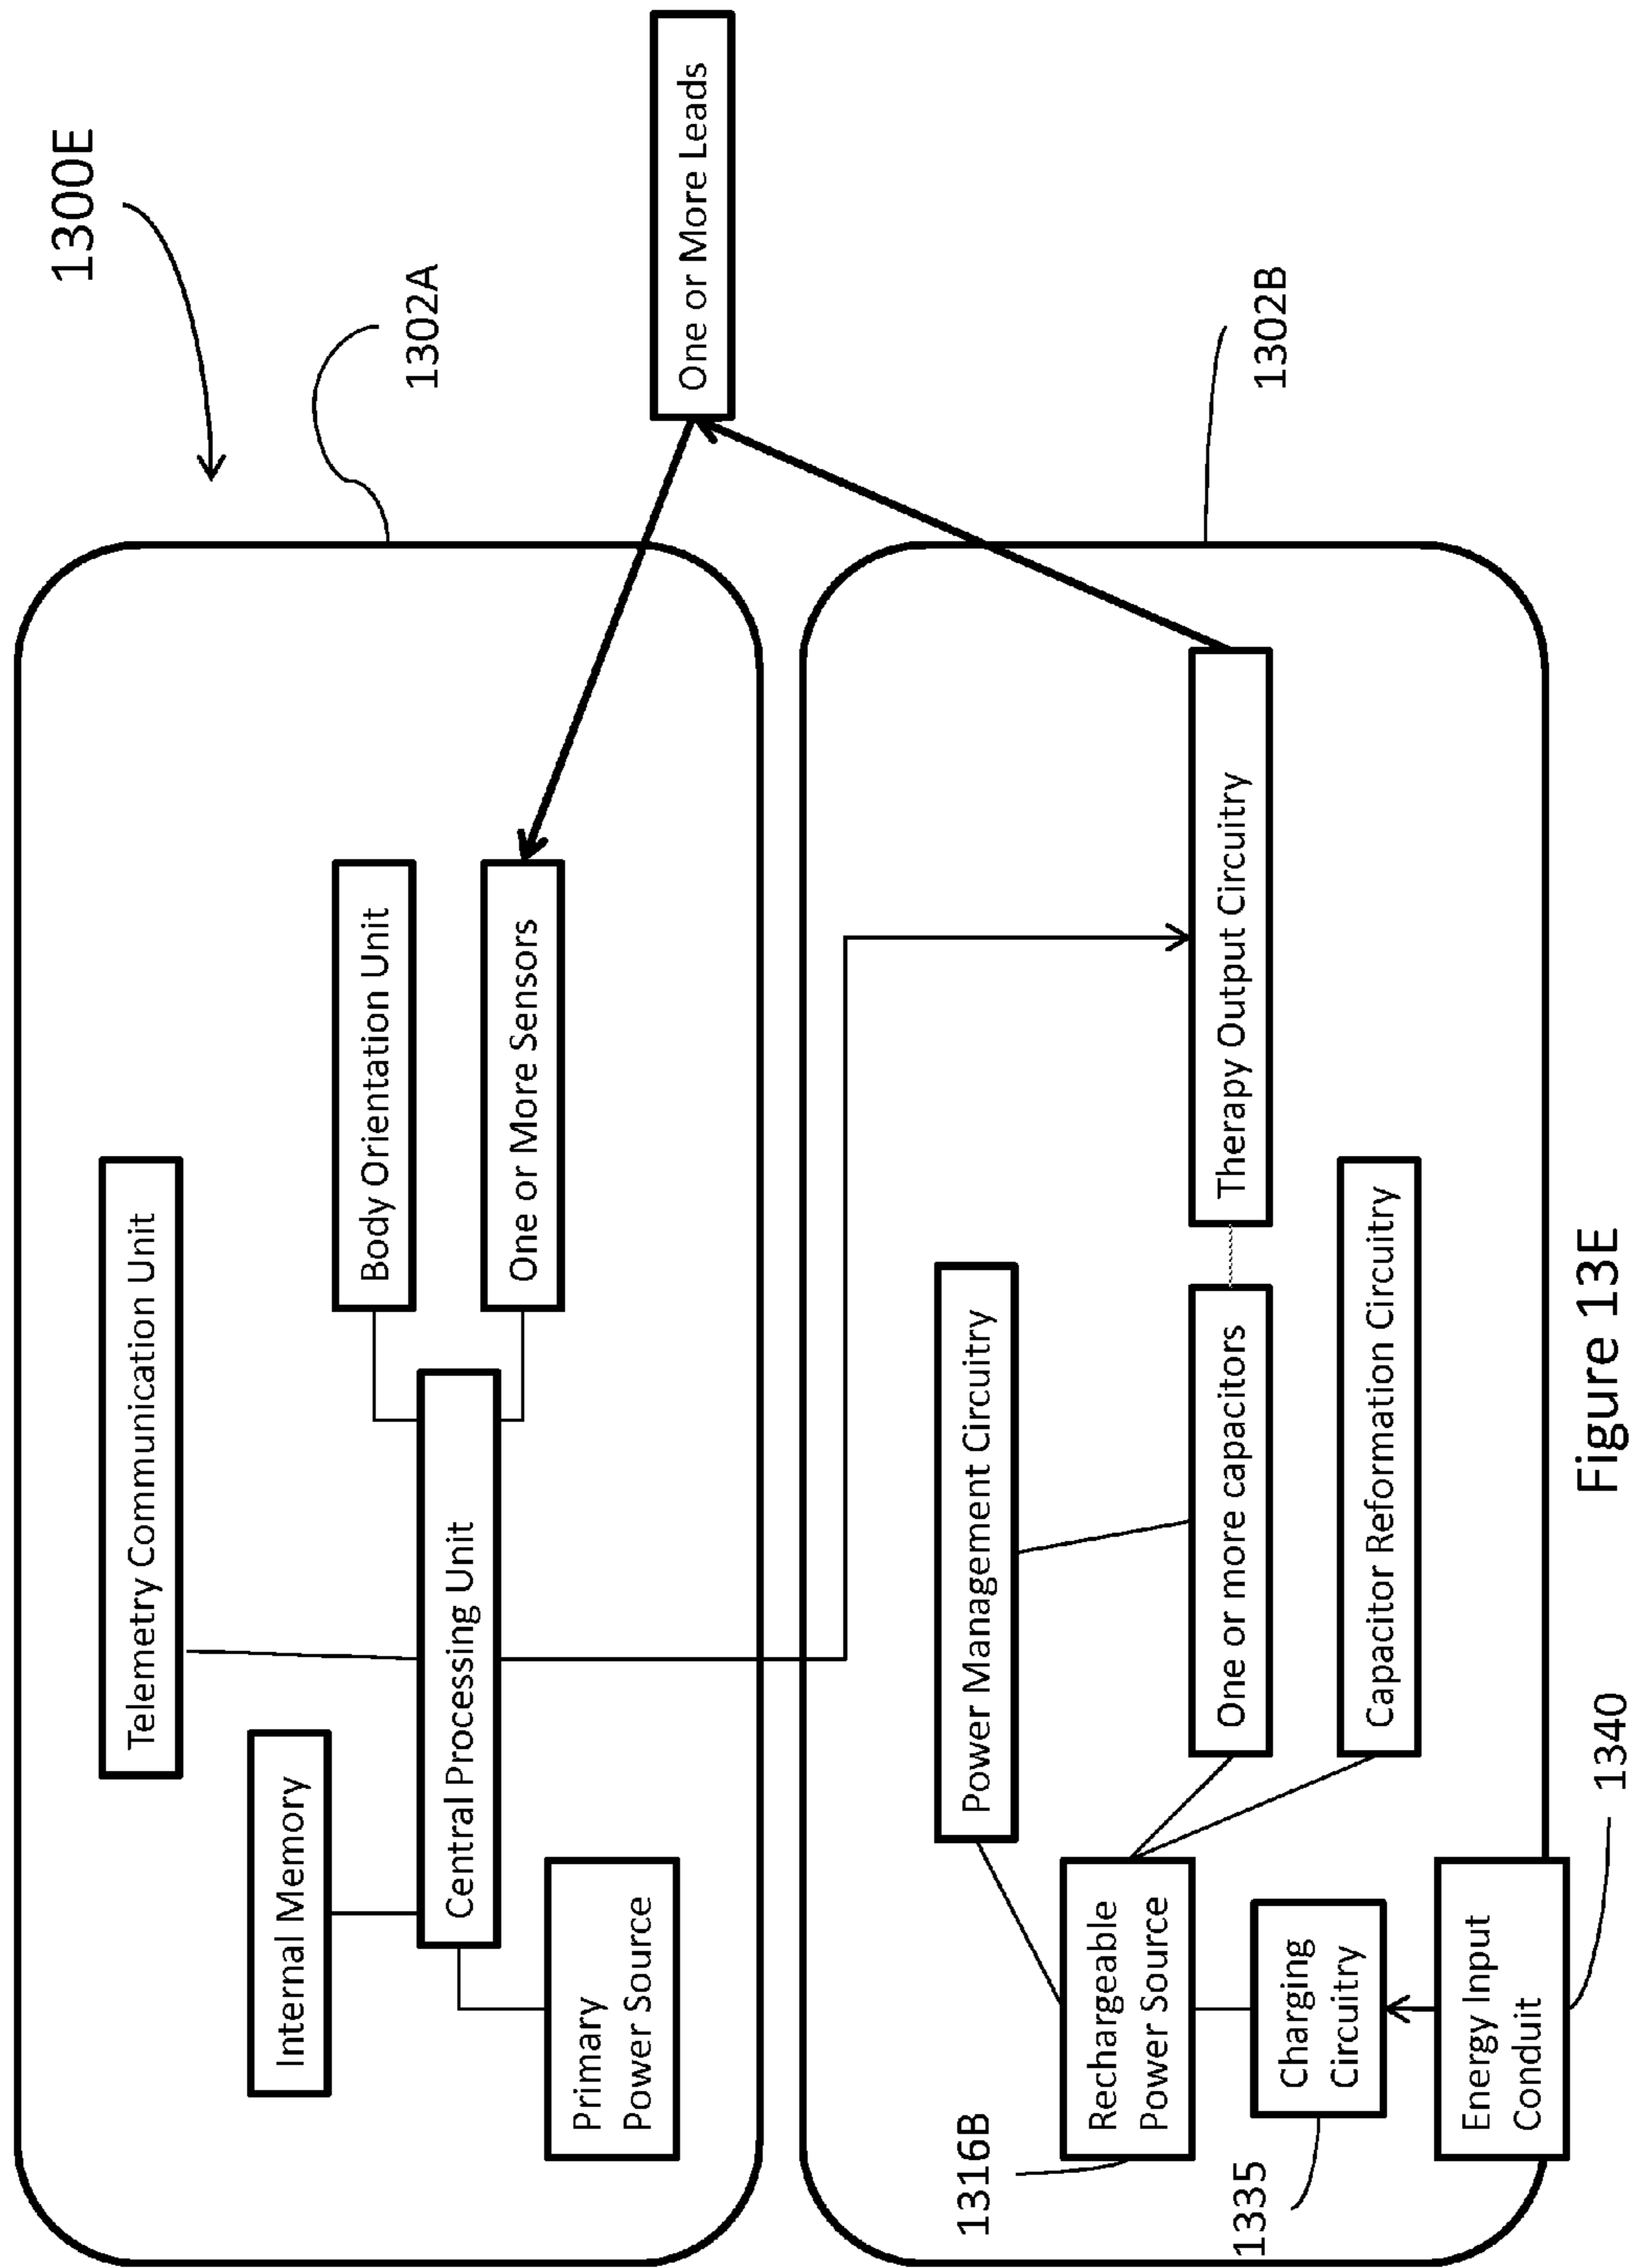 1300E
1302A
Telemetry Communication Unit
Internal Memory
Body Orientation Unit
Central Processing Unit
One or More Sensors
Primary
Power Source
One or More Leads
1302B
Power Management Circuitry
1316B
Rechargeable
Power Source
One or more capacitors
Therapy Output Circuitry
1335
Charging
Circuitry
Capacitor Reformation Circuitry
Energy Input
Conduit
1340
Figure 13E